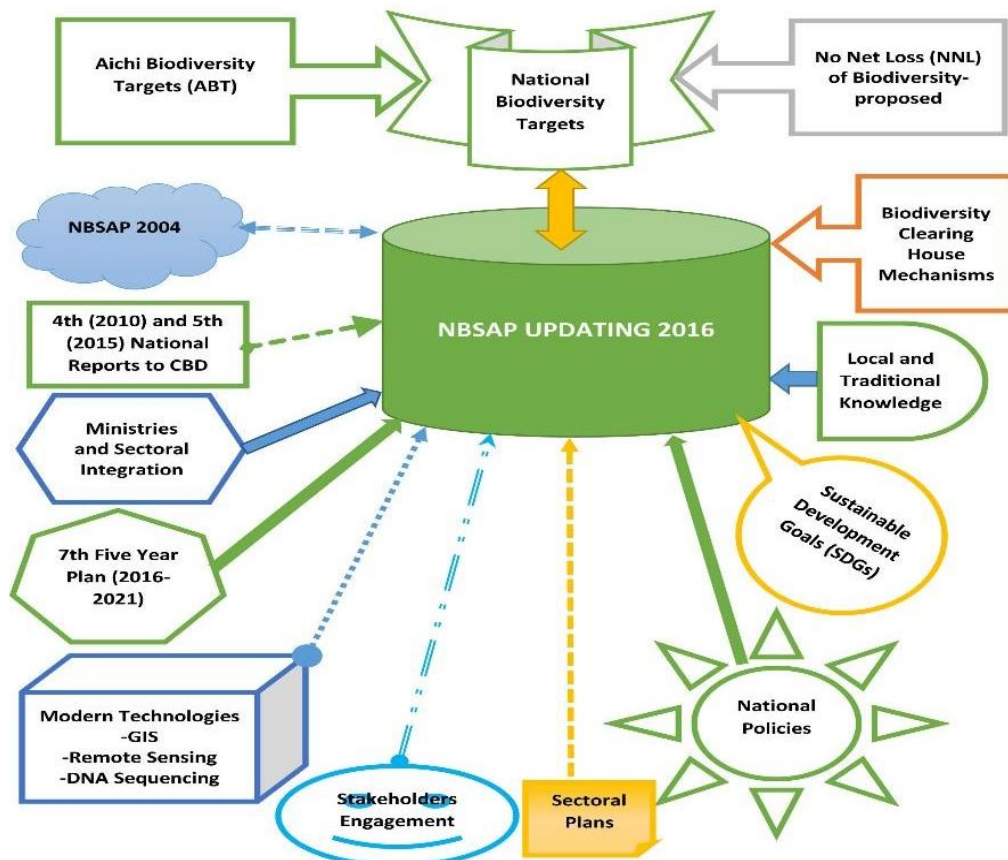 Aichi Biodiversity
Targets (ABT)
National
Biodiversity
Targets
No Net Loss (NNL)
of Biodiversity-
proposed
NBSAP 2004
Biodiversity
Clearing
House
Mechanisms
4th (2010) and 5th
(2015) National
Reports to CBD
NBSAP UPDATING 2016
Local and
Traditional
Knowledge
Ministries
and Sectoral
Integration
Sustainable
Development
Goals (SDGs)
7th Five Year
Plan (2016-
2021)
Modern Technologies
-GIS
-Remote Sensing
-DNA Sequencing
Stakeholders
Engagement
Sectoral
Plans
National
Policies